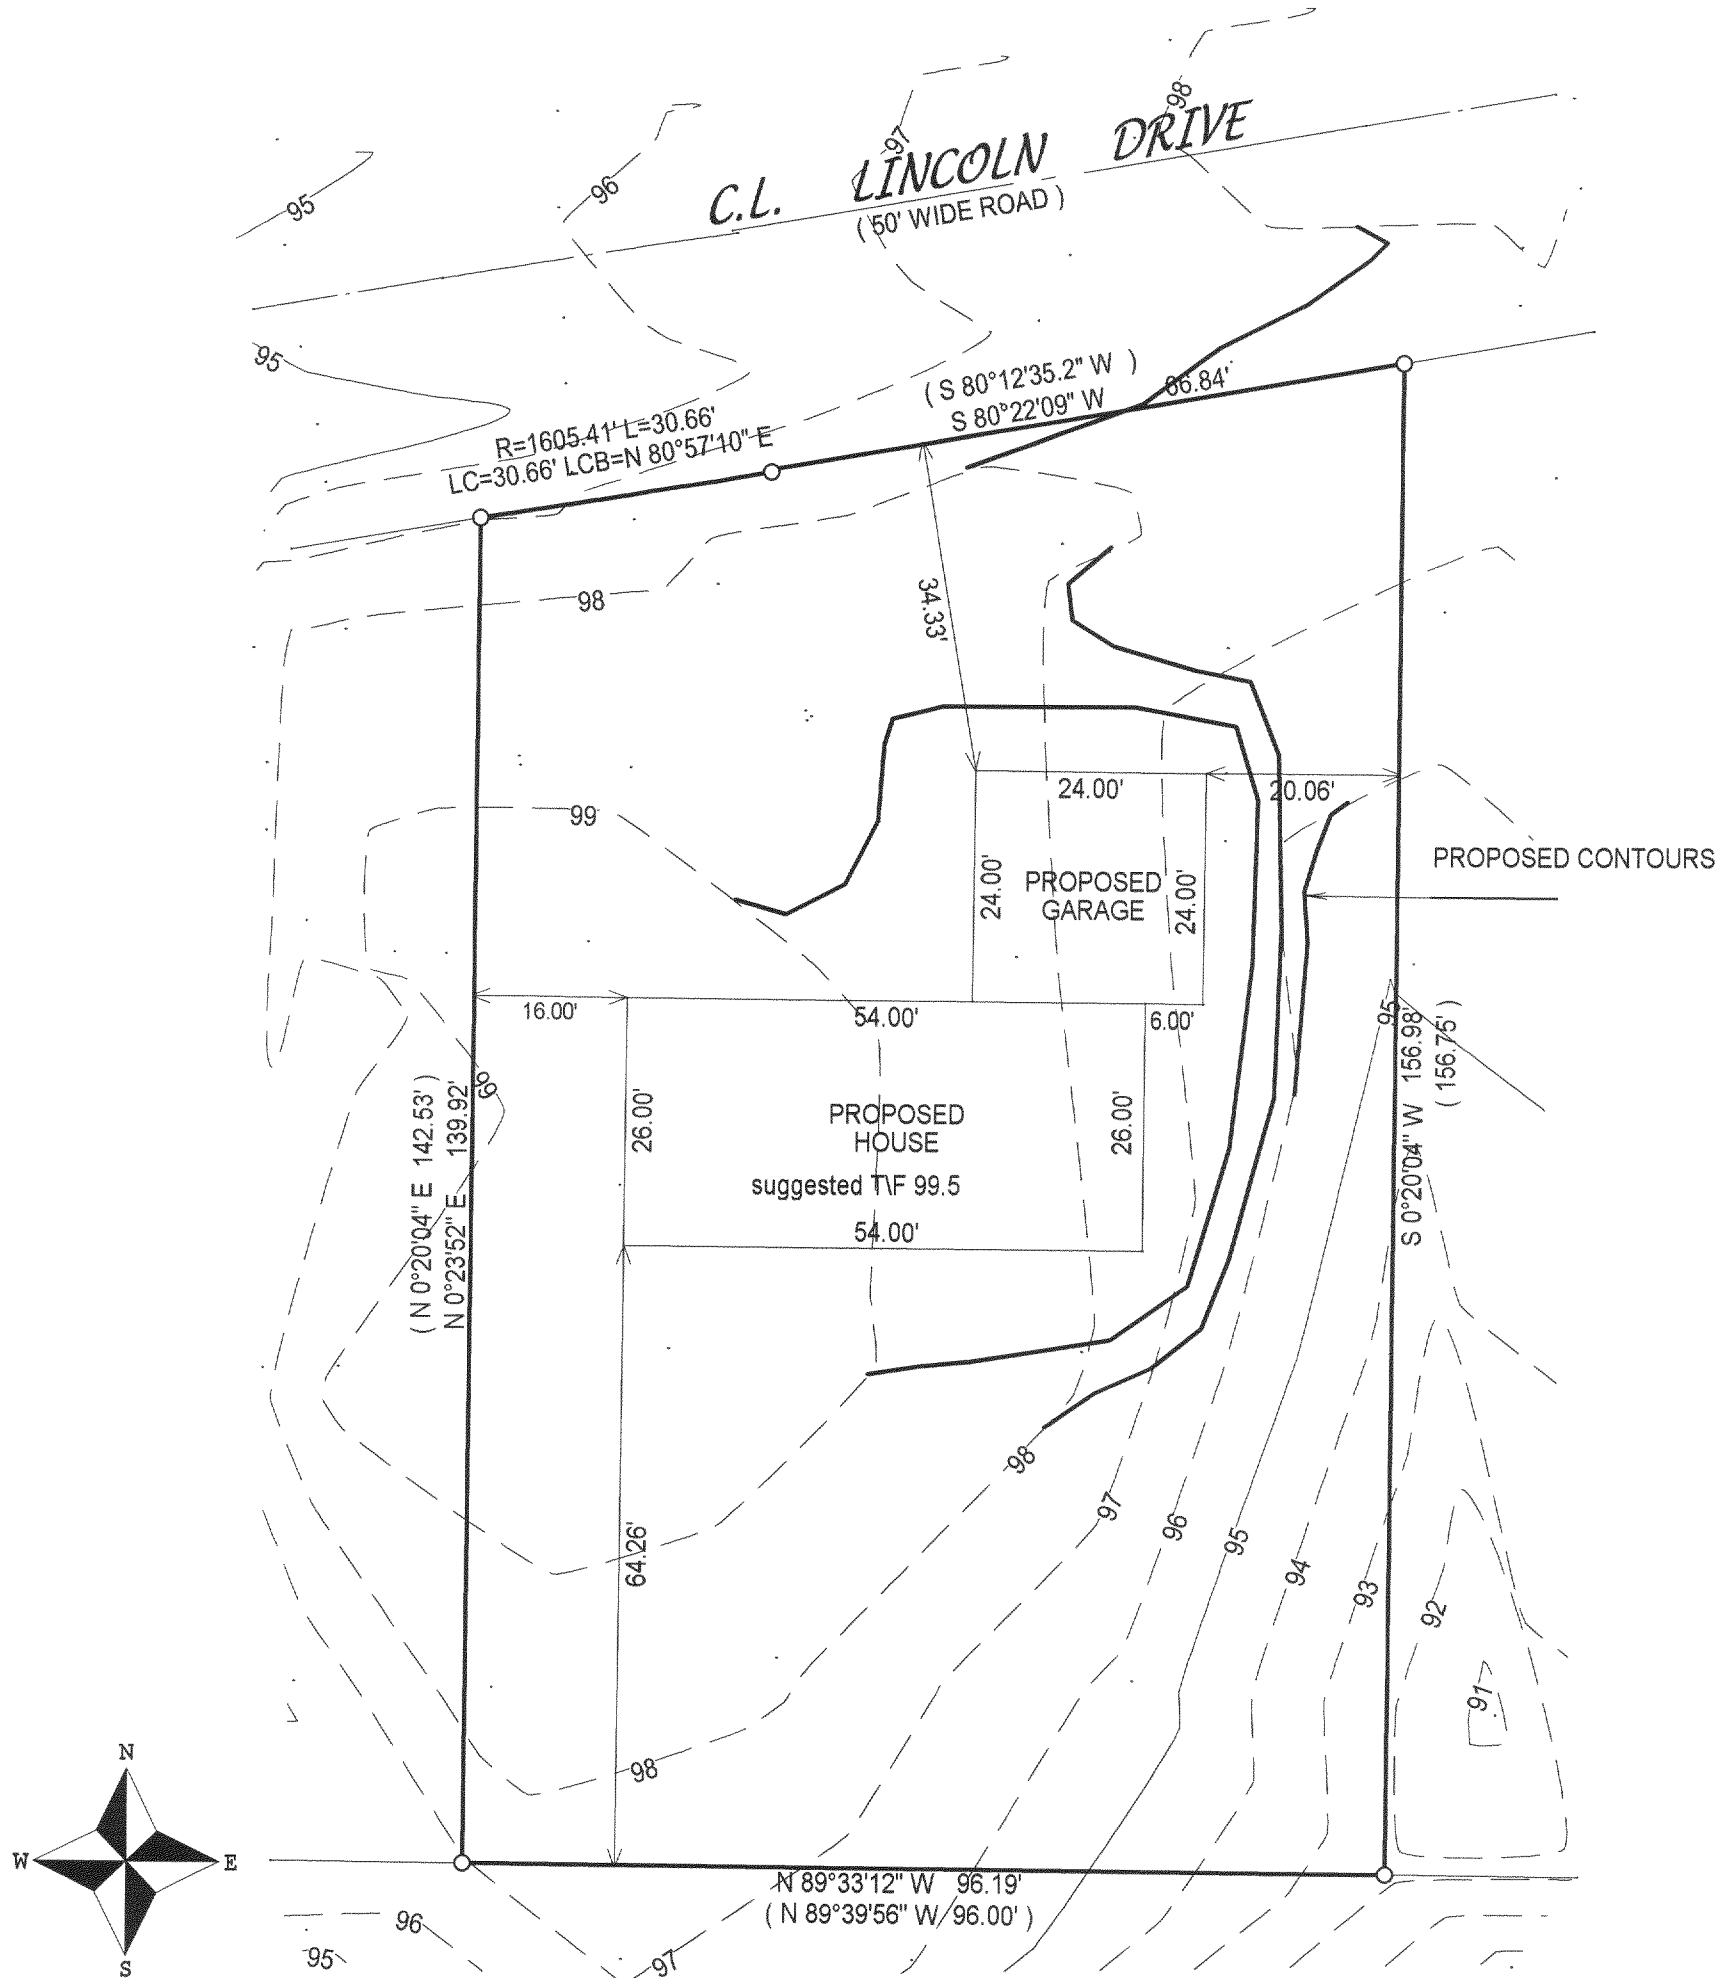 98
97
C.L. LINCOLN DRIVE
( 50' WIDE ROAD )
96
95
95
( S 80°12'35.2" W )
S 80°22'09" W
66.84'
R=1605.41' L=30.66'
LC=30.66' LCB=N 80°57'10" E
98
34.33'
24.00'
20.06'
99
24.00'
PROPOSED
GARAGE
24.00'
PROPOSED CONTOURS
16.00'
54.00'
6.00'
95
99
( N 0°20'04" E 142.53' )
N 0°23'52" E 139.92'
26.00'
PROPOSED
HOUSE
suggested T\F 99.5
54.00'
26.00'
S 0°20'04" W 156.98'
( 156.75' )
98
64.26'
97
96
95
94
93
92
91
98
N
W
E
S
N 89°33'12" W 96.19'
( N 89°39'56" W 96.00' )
96
95
97